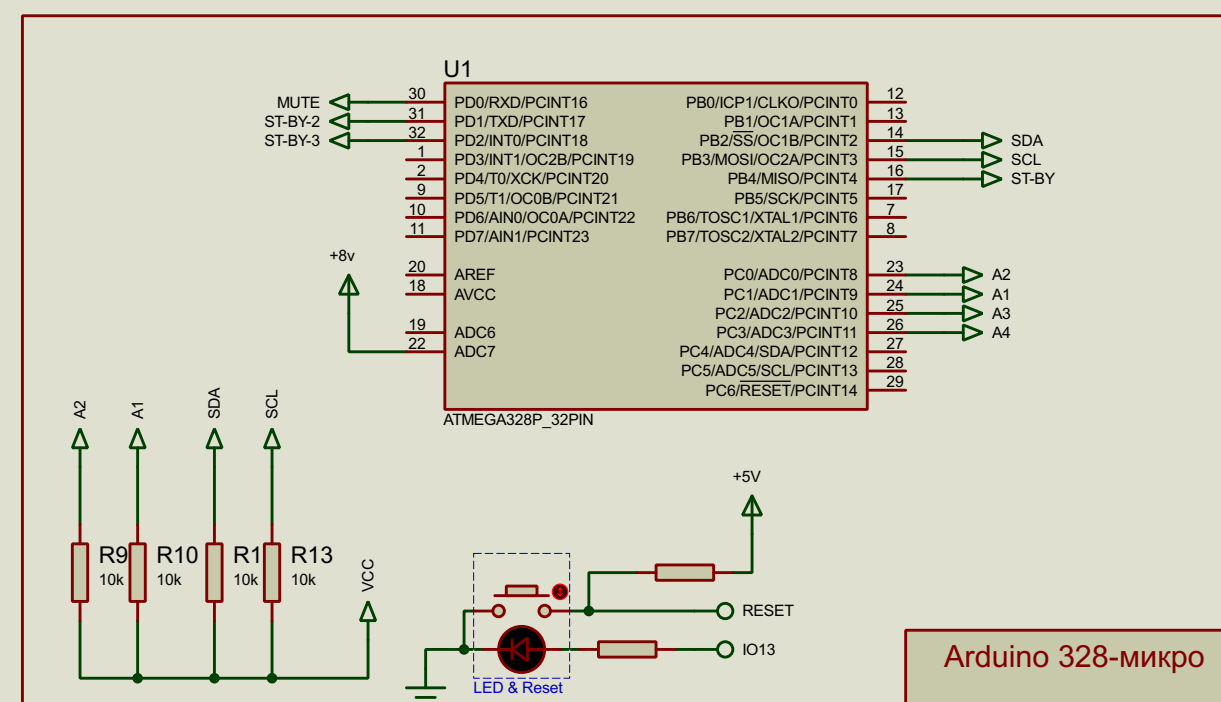 U1
MUTE 30 PD0/RXD/PCINT16 PB0/ICP1/CLKO/PCINT0 12
ST-BY-2 31 PD1/TXD/PCINT17 PB1/OC1A/PCINT1 13
ST-BY-3 32 PD2/INT0/PCINT18 PB2/SS/OC1B/PCINT2 14 SDA
1 PD3/INT1/OC2B/PCINT19 PB3/MOSI/OC2A/PCINT3 15 SCL
2 PD4/T0/XCK/PCINT20 PB4/MISO/PCINT4 16 ST-BY
9 PD5/T1/OC0B/PCINT21 PB5/SCK/PCINT5 17
10 PD6/AIN0/OC0A/PCINT22 PB6/TOSC1/XTAL1/PCINT6 7
11 PD7/AIN1/PCINT23 PB7/TOSC2/XTAL2/PCINT7 8
+8v
20 AREF PC0/ADC0/PCINT8 23 A2
18 AVCC PC1/ADC1/PCINT9 24 A1
PC2/ADC2/PCINT10 25 A3
19 ADC6 PC3/ADC3/PCINT11 26 A4
22 ADC7 PC4/ADC4/SDA/PCINT12 27
PC5/ADC5/SCL/PCINT13 28
PC6/RESET/PCINT14 29
ATMEGA328P_32PIN
A2 A1 SDA SCL
+5V
R9 R10 R1 R13
10k 10k 10k 10k
VCC
RESET
IO13
LED & Reset
Arduino 328-микро